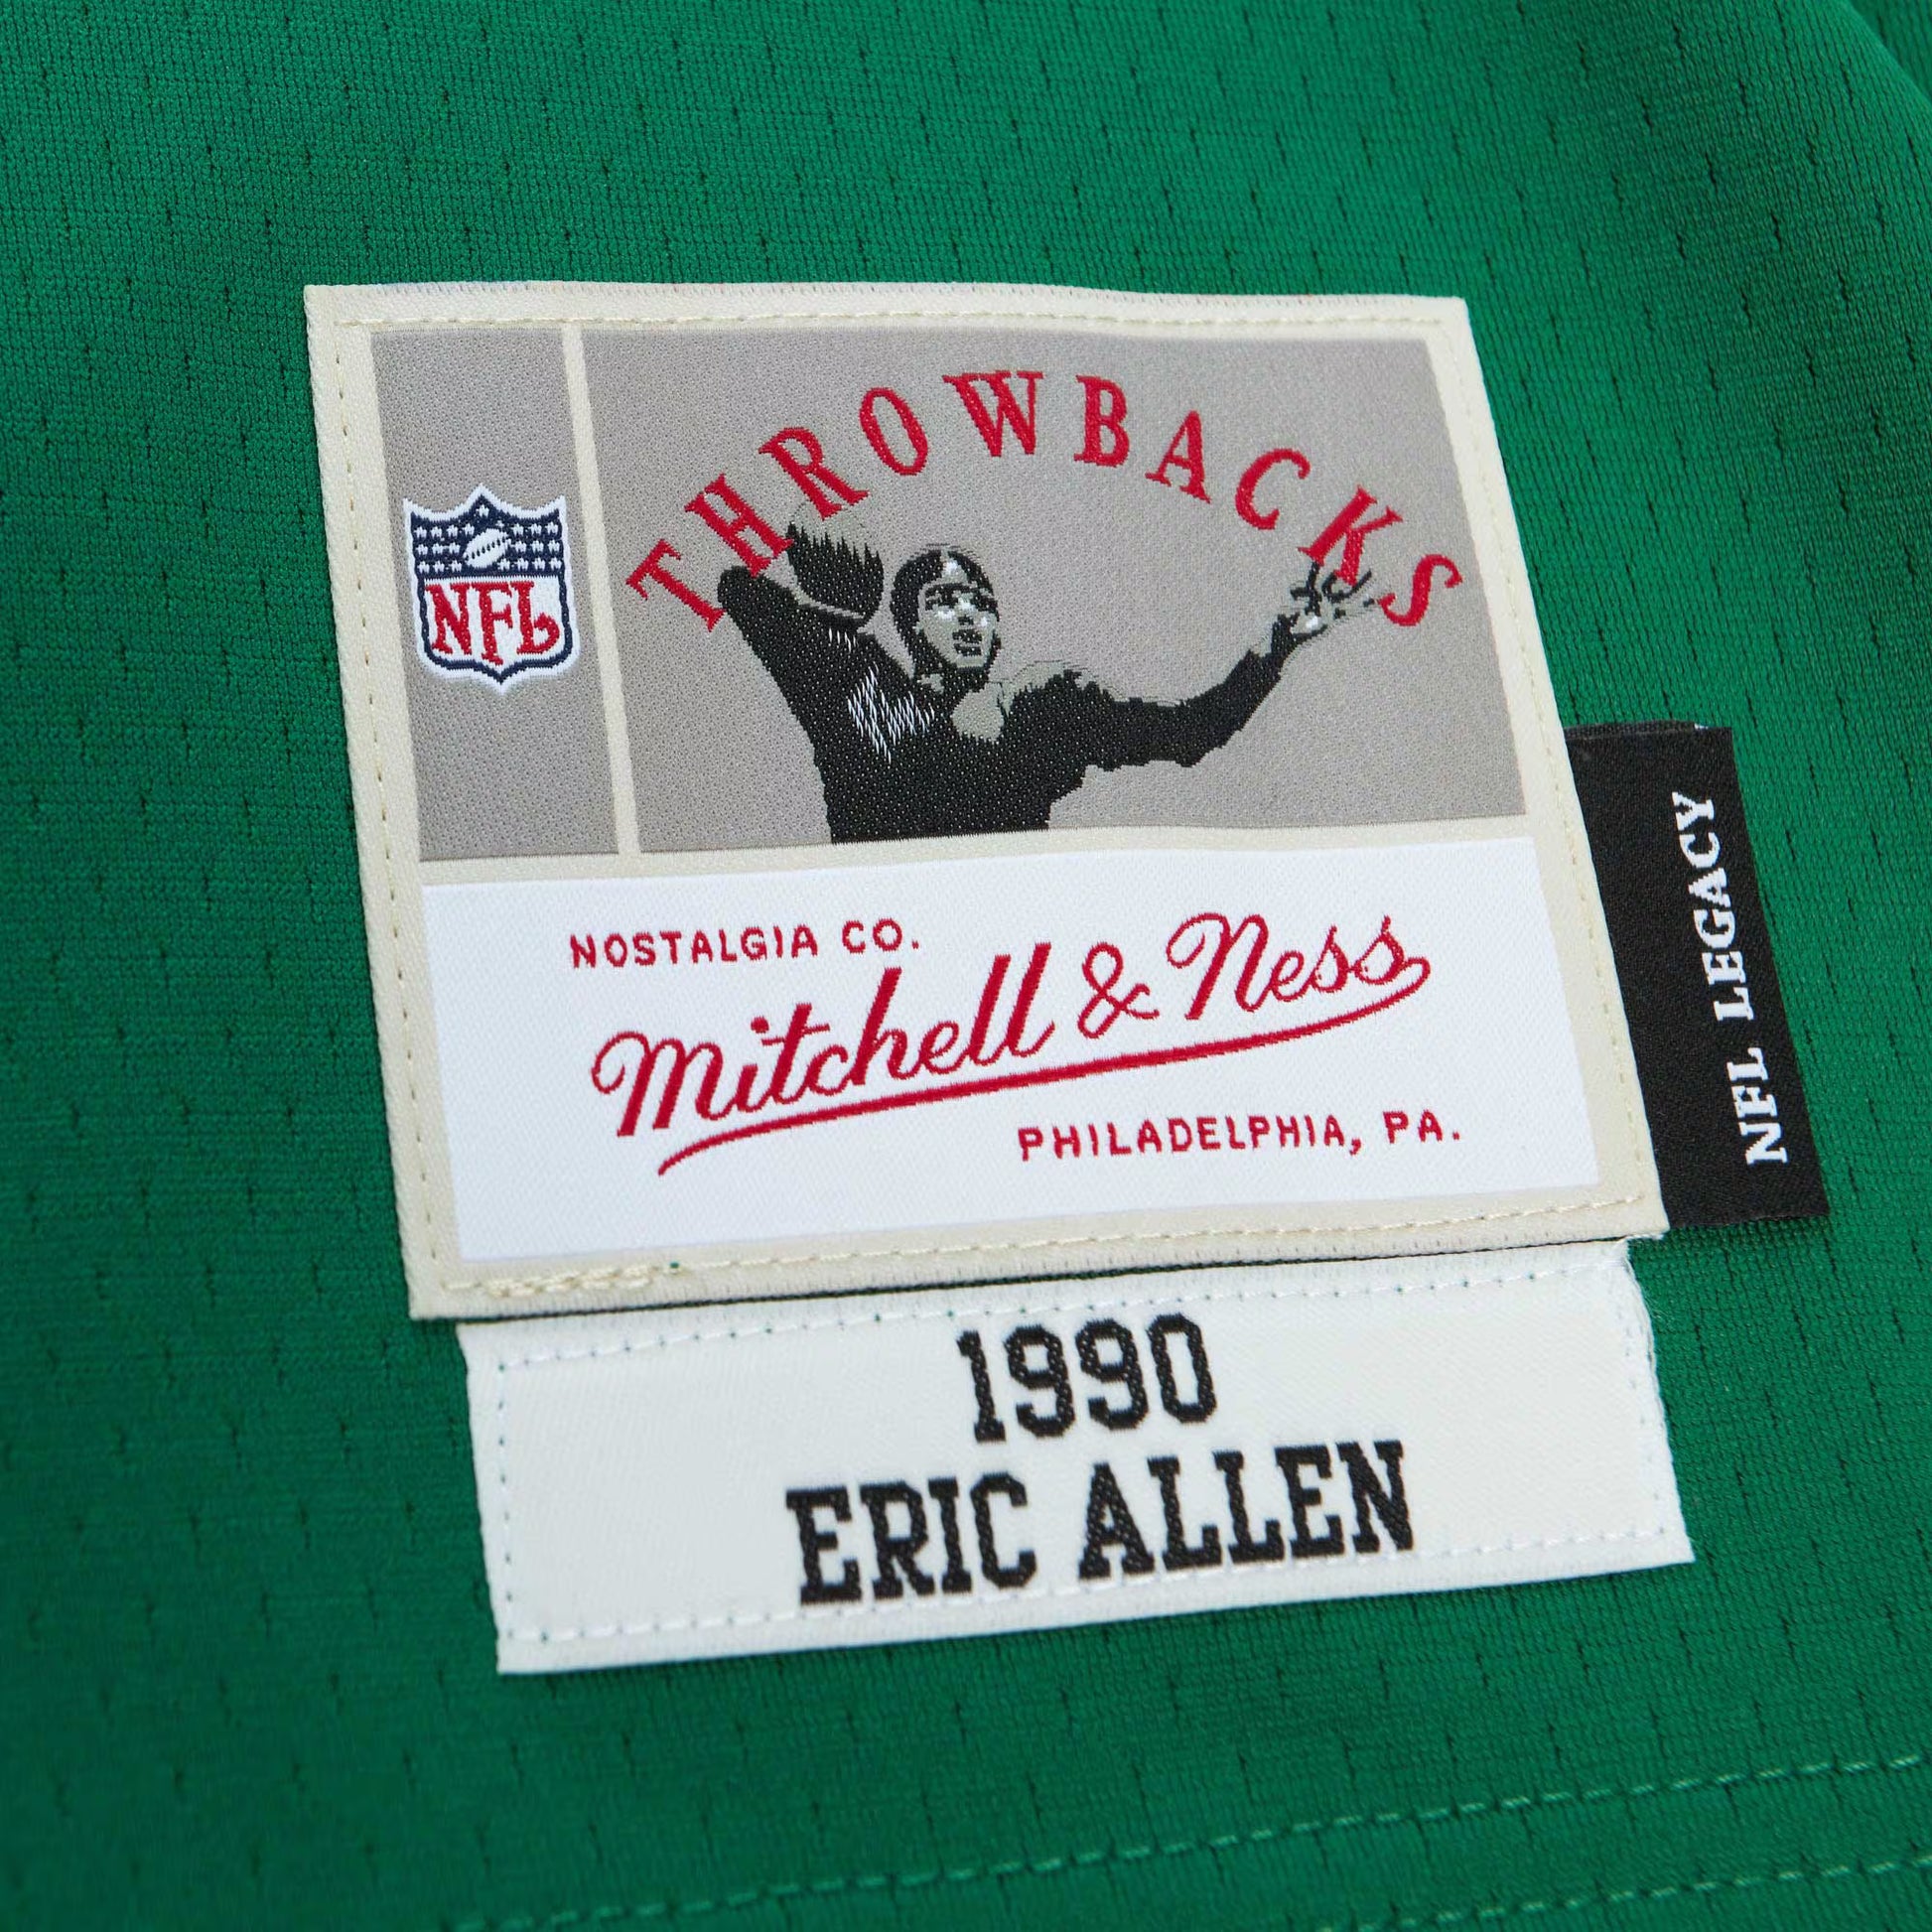 THROWBACKS
NFL
NOSTALGIA CO.
Mitchell & Ness
PHILADELPHIA, PA.
NFL LEGACY
1990
ERIC ALLEN